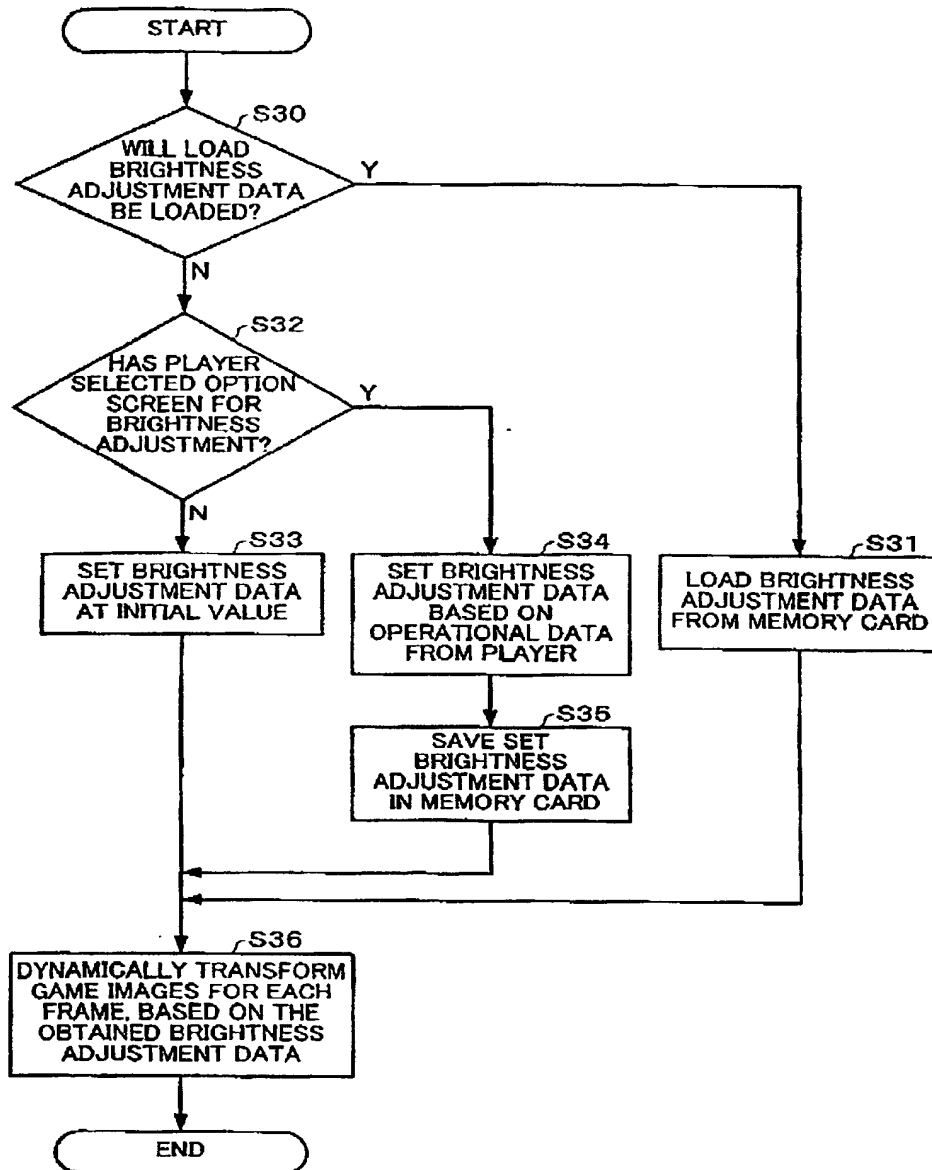 START
S30
WILL LOAD
BRIGHTNESS
ADJUSTMENT DATA
BE LOADED?
Y
N
S32
HAS PLAYER
SELECTED OPTION
SCREEN FOR
BRIGHTNESS
ADJUSTMENT?
Y
N
S33
SET BRIGHTNESS
ADJUSTMENT DATA
AT INITIAL VALUE
S34
SET BRIGHTNESS
ADJUSTMENT DATA
BASED ON
OPERATIONAL DATA
FROM PLAYER
S31
LOAD BRIGHTNESS
ADJUSTMENT DATA
FROM MEMORY CARD
S35
SAVE SET
BRIGHTNESS
ADJUSTMENT DATA
IN MEMORY CARD
S36
DYNAMICALLY TRANSFORM
GAME IMAGES FOR EACH
FRAME, BASED ON THE
OBTAINED BRIGHTNESS
ADJUSTMENT DATA
END